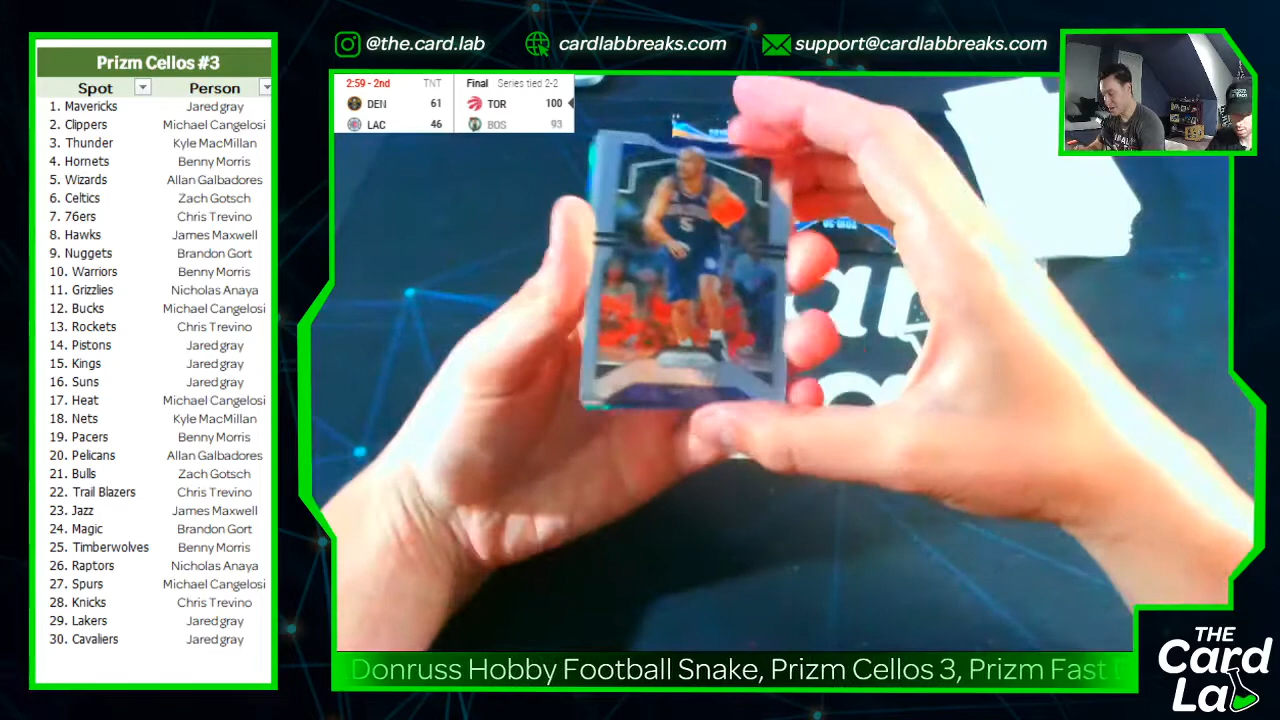 @the.card.lab
cardlabbreaks.com
support@cardlabbreaks.com
Prizm Cellos #3
Spot Person
1. Mavericks Jared gray
2. Clippers Michael Cangelosi
3. Thunder Kyle MacMillan
4. Hornets Benny Morris
5. Wizards Allan Galbadores
6. Celtics Zach Gotsch
7. 76ers Chris Trevino
8. Hawks James Maxwell
9. Nuggets Brandon Gort
10. Warriors Benny Morris
11. Grizzlies Nicholas Anaya
12. Bucks Michael Cangelosi
13. Rockets Chris Trevino
14. Pistons Jared gray
15. Kings Jared gray
16. Suns Jared gray
17. Heat Michael Cangelosi
18. Nets Kyle MacMillan
19. Pacers Benny Morris
20. Pelicans Allan Galbadores
21. Bulls Zach Gotsch
22. Trail Blazers Chris Trevino
23. Jazz James Maxwell
24. Magic Brandon Gort
25. Timberwolves Benny Morris
26. Raptors Nicholas Anaya
27. Spurs Michael Cangelosi
28. Knicks Chris Trevino
29. Lakers Jared gray
30. Cavaliers Jared gray
2:59 - 2nd TNT
DEN 61
LAC 46
Final Series tied 2-2
TOR 100
BOS 93
5
Donruss Hobby Football Snake, Prizm Cellos 3, Prizm Fast
THE
Card
Lab